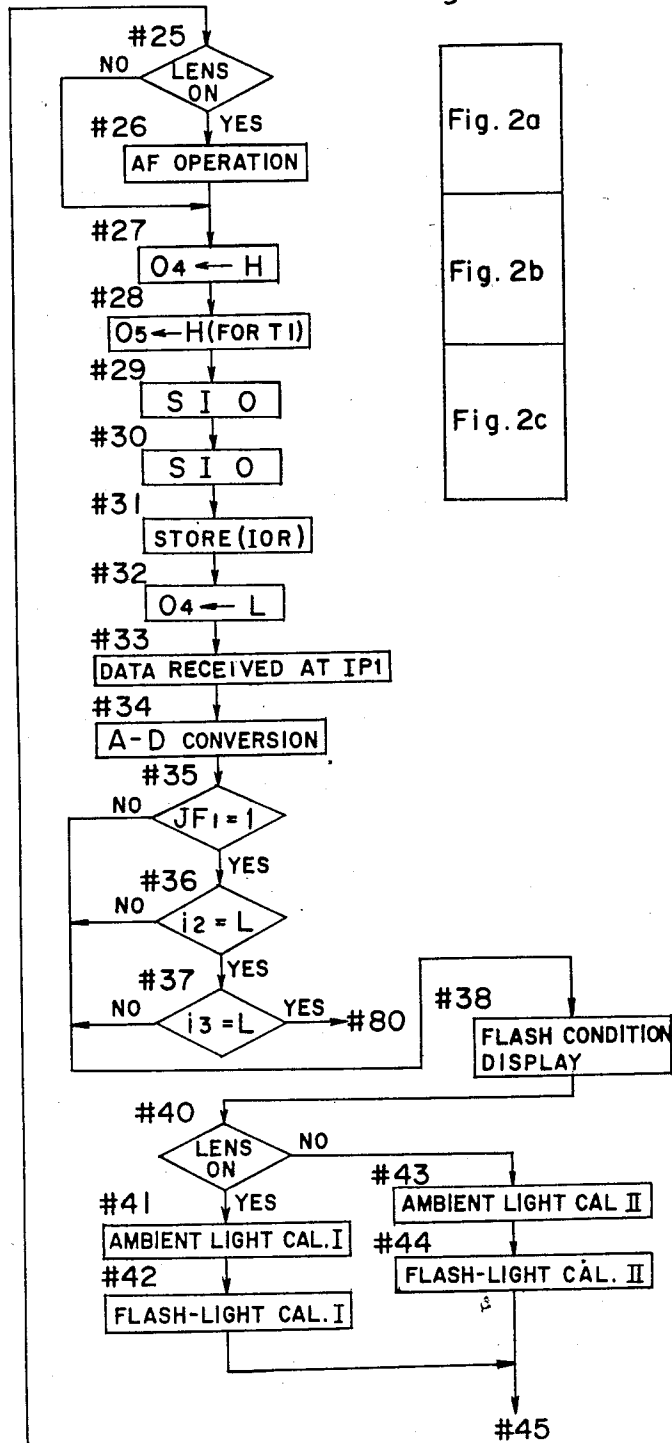 #25
LENS
ON
NO
YES
#26
AF OPERATION
#27
O4 ← H
#28
O5 ← H (FOR T1)
#29
S I O
#30
S I O
#31
STORE (IOR)
#32
O4 ← L
#33
DATA RECEIVED AT IP1
#34
A-D CONVERSION
#35
NO
JF1 = 1
YES
#36
NO
i2 = L
YES
#37
NO
i3 = L
YES
#80
#38
FLASH CONDITION
DISPLAY
#40
LENS
ON
NO
YES
#41
AMBIENT LIGHT CAL. I
#42
FLASH-LIGHT CAL. I
#43
AMBIENT LIGHT CAL II
#44
FLASH-LIGHT CAL. II
#45
Fig. 2a
Fig. 2b
Fig. 2c